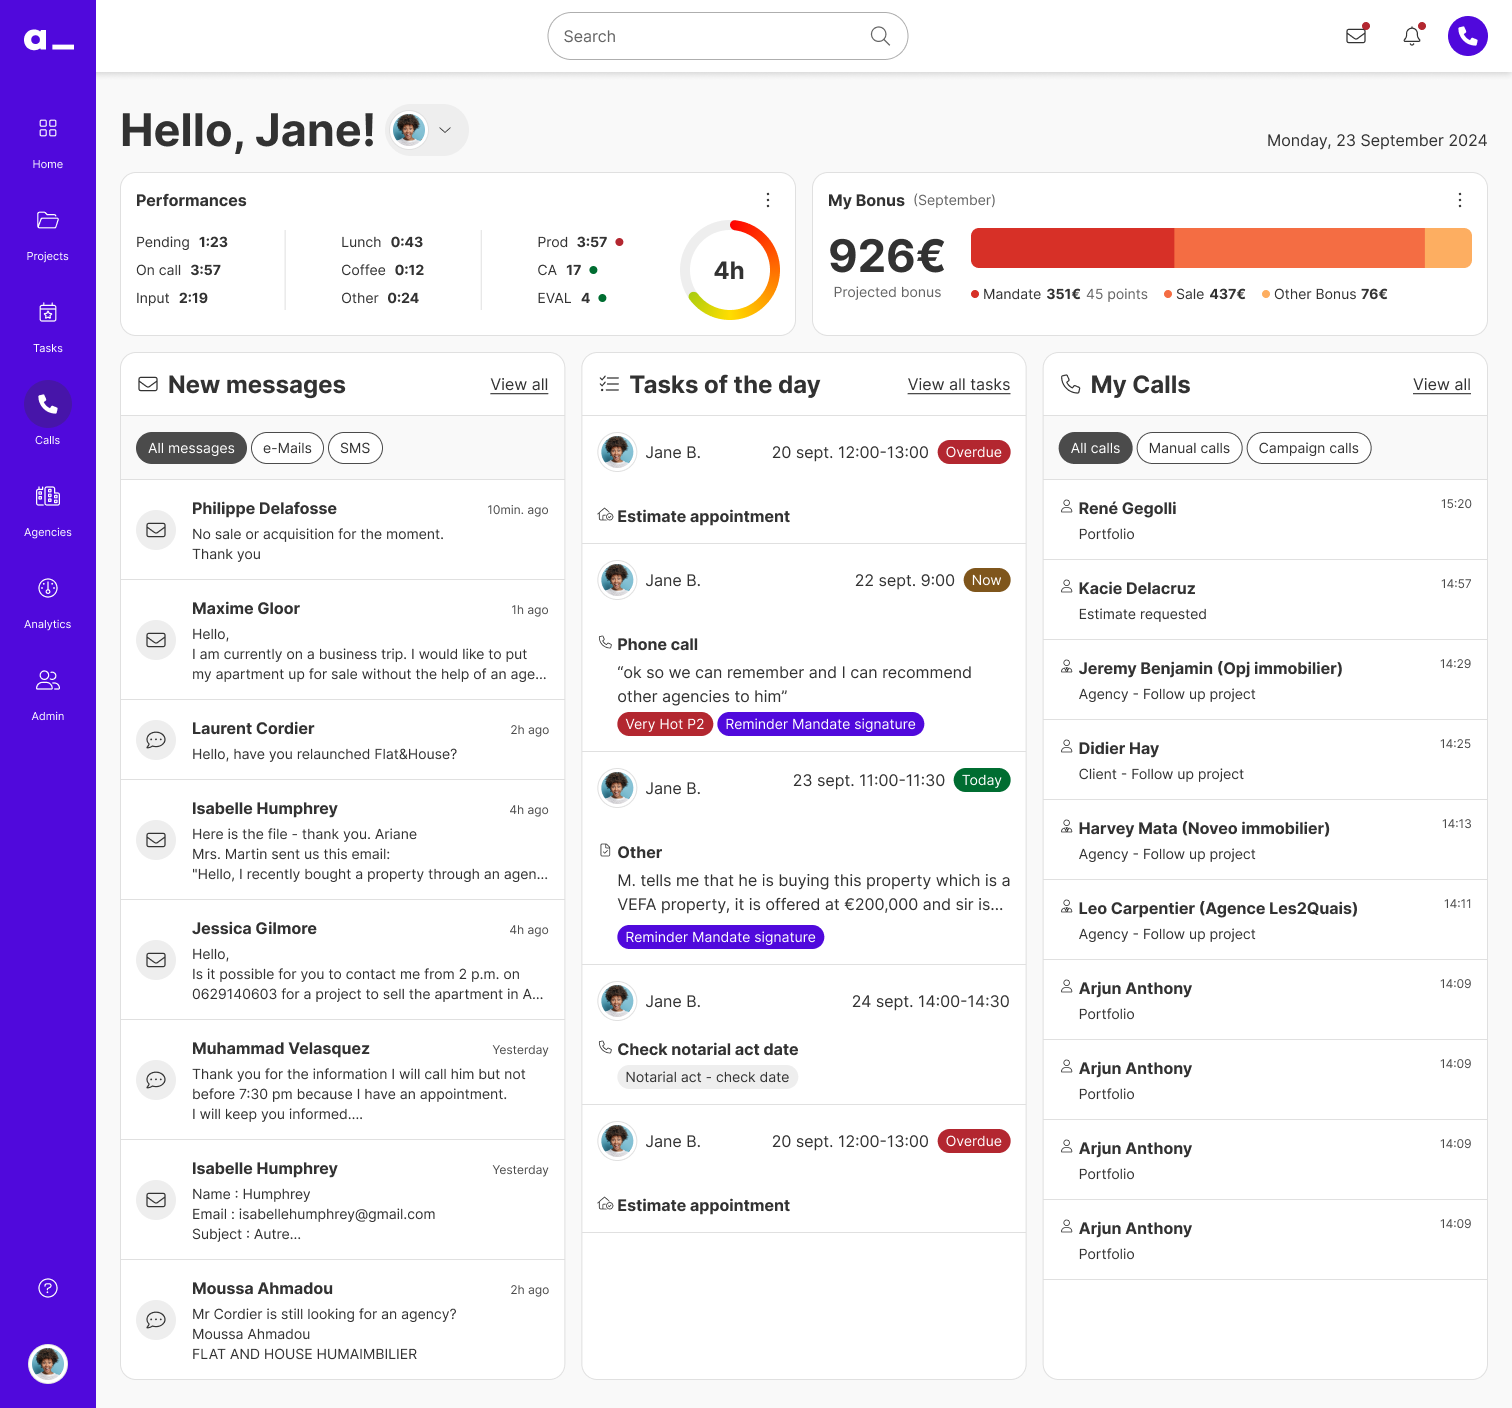 a_
Search
Home
Projects
Tasks
Calls
Agencies
Analytics
Admin
Hello, Jane!
Monday, 23 September 2024
Performances
Pending 1:23
On call 3:57
Input 2:19
Lunch 0:43
Coffee 0:12
Other 0:24
Prod 3:57
CA 17
EVAL 4
4h
My Bonus (September)
926€
Projected bonus
Mandate 351€ 45 points
Sale 437€
Other Bonus 76€
New messages
View all
All messages
e-Mails
SMS
Philippe Delafosse
10min. ago
No sale or acquisition for the moment.
Thank you
Maxime Gloor
1h ago
Hello,
I am currently on a business trip. I would like to put
my apartment up for sale without the help of an age...
Laurent Cordier
2h ago
Hello, have you relaunched Flat&House?
Isabelle Humphrey
4h ago
Here is the file - thank you. Ariane
Mrs. Martin sent us this email:
"Hello, I recently bought a property through an agen...
Jessica Gilmore
4h ago
Hello,
Is it possible for you to contact me from 2 p.m. on
0629140603 for a project to sell the apartment in A...
Muhammad Velasquez
Yesterday
Thank you for the information I will call him but not
before 7:30 pm because I have an appointment.
I will keep you informed....
Isabelle Humphrey
Yesterday
Name : Humphrey
Email : isabellehumphrey@gmail.com
Subject : Autre...
Moussa Ahmadou
2h ago
Mr Cordier is still looking for an agency?
Moussa Ahmadou
FLAT AND HOUSE HUMAIMBILIER
Tasks of the day
View all tasks
Jane B.
20 sept. 12:00-13:00
Overdue
Estimate appointment
Jane B.
22 sept. 9:00
Now
Phone call
“ok so we can remember and I can recommend
other agencies to him”
Very Hot P2
Reminder Mandate signature
Jane B.
23 sept. 11:00-11:30
Today
Other
M. tells me that he is buying this property which is a
VEFA property, it is offered at €200,000 and sir is...
Reminder Mandate signature
Jane B.
24 sept. 14:00-14:30
Check notarial act date
Notarial act - check date
Jane B.
20 sept. 12:00-13:00
Overdue
Estimate appointment
My Calls
View all
All calls
Manual calls
Campaign calls
René Gegolli
15:20
Portfolio
Kacie Delacruz
14:57
Estimate requested
Jeremy Benjamin (Opj immobilier)
14:29
Agency - Follow up project
Didier Hay
14:25
Client - Follow up project
Harvey Mata (Noveo immobilier)
14:13
Agency - Follow up project
Leo Carpentier (Agence Les2Quais)
14:11
Agency - Follow up project
Arjun Anthony
14:09
Portfolio
Arjun Anthony
14:09
Portfolio
Arjun Anthony
14:09
Portfolio
Arjun Anthony
14:09
Portfolio